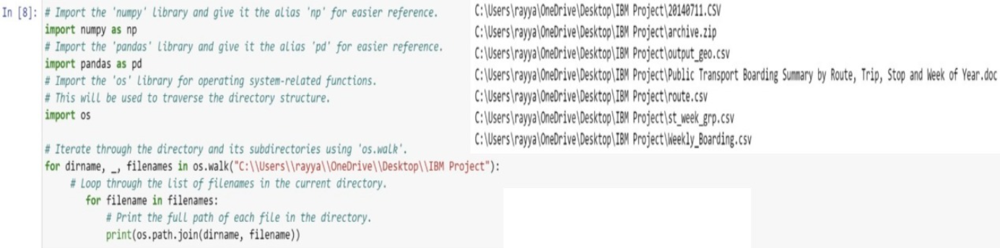 In [8]: # Import the 'numpy' library and give it the alias 'np' for easier reference.
import numpy as np
# Import the 'pandas' library and give it the alias 'pd' for easier reference.
import pandas as pd
# Import the 'os' library for operating system-related functions.
# This will be used to traverse the directory structure.
import os
# Iterate through the directory and its subdirectories using 'os.walk'.
for dirname, _, filenames in os.walk("C:\\Users\\rayya\\OneDrive\\Desktop\\IBM Project"):
# Loop through the list of filenames in the current directory.
for filename in filenames:
# Print the full path of each file in the directory.
print(os.path.join(dirname, filename))
C:\Users\rayya\OneDrive\Desktop\IBM Project\20140711.CSV
C:\Users\rayya\OneDrive\Desktop\IBM Project\archive.zip
C:\Users\rayya\OneDrive\Desktop\IBM Project\output_geo.csv
C:\Users\rayya\OneDrive\Desktop\IBM Project\Public Transport Boarding Summary by Route, Trip, Stop and Week of Year.doc
C:\Users\rayya\OneDrive\Desktop\IBM Project\route.csv
C:\Users\rayya\OneDrive\Desktop\IBM Project\st_week_grp.csv
C:\Users\rayya\OneDrive\Desktop\IBM Project\Weekly_Boarding.csv